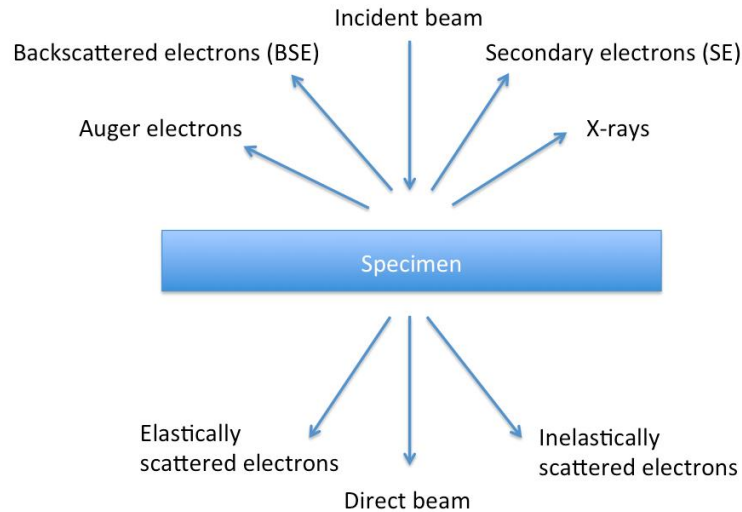 Incident beam
Backscattered electrons (BSE)
Secondary electrons (SE)
Auger electrons
X-rays
Specimen
Elastically
scattered electrons
Inelastically
scattered electrons
Direct beam